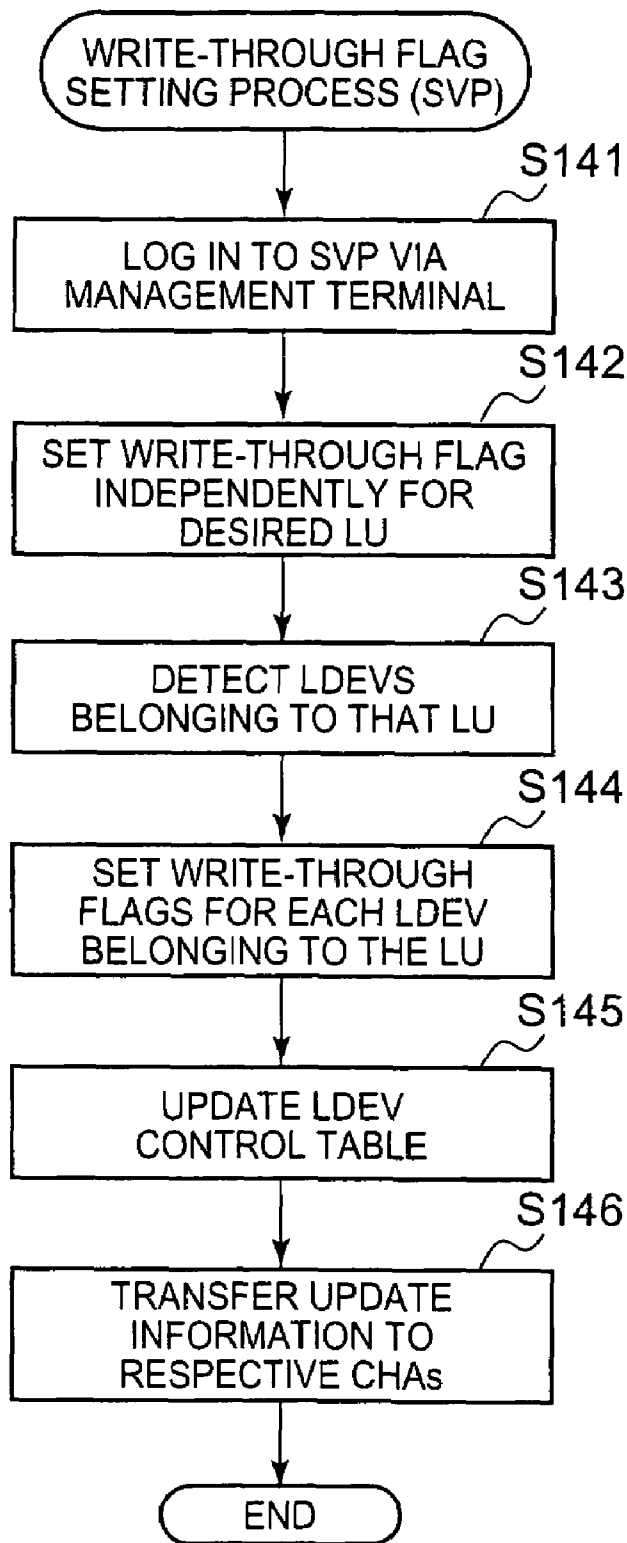 WRITE-THROUGH FLAG
SETTING PROCESS (SVP)
S141
LOG IN TO SVP VIA
MANAGEMENT TERMINAL
S142
SET WRITE-THROUGH FLAG
INDEPENDENTLY FOR
DESIRED LU
S143
DETECT LDEVS
BELONGING TO THAT LU
S144
SET WRITE-THROUGH
FLAGS FOR EACH LDEV
BELONGING TO THE LU
S145
UPDATE LDEV
CONTROL TABLE
S146
TRANSFER UPDATE
INFORMATION TO
RESPECTIVE CHAs
END